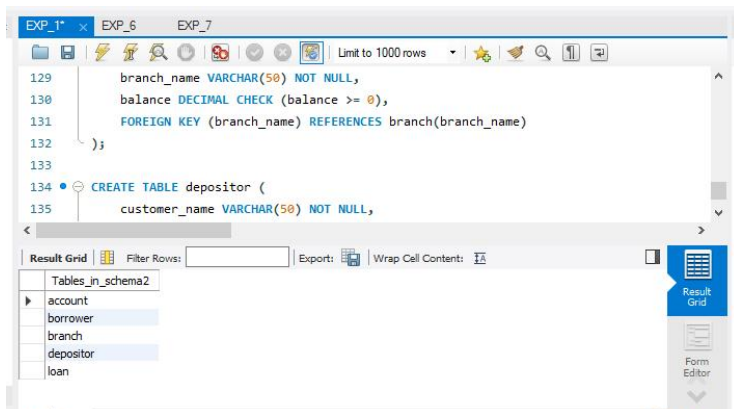 EXP_1* × EXP_6 EXP_7
Limit to 1000 rows
129 branch_name VARCHAR(50) NOT NULL,
130 balance DECIMAL CHECK (balance >= 0),
131 FOREIGN KEY (branch_name) REFERENCES branch(branch_name)
132 );
133
134 CREATE TABLE depositor (
135 customer_name VARCHAR(50) NOT NULL,
Result Grid Filter Rows: Export: Wrap Cell Content: IA
Tables_in_schema2
account
borrower
branch
depositor
loan
Result
Grid
Form
Editor